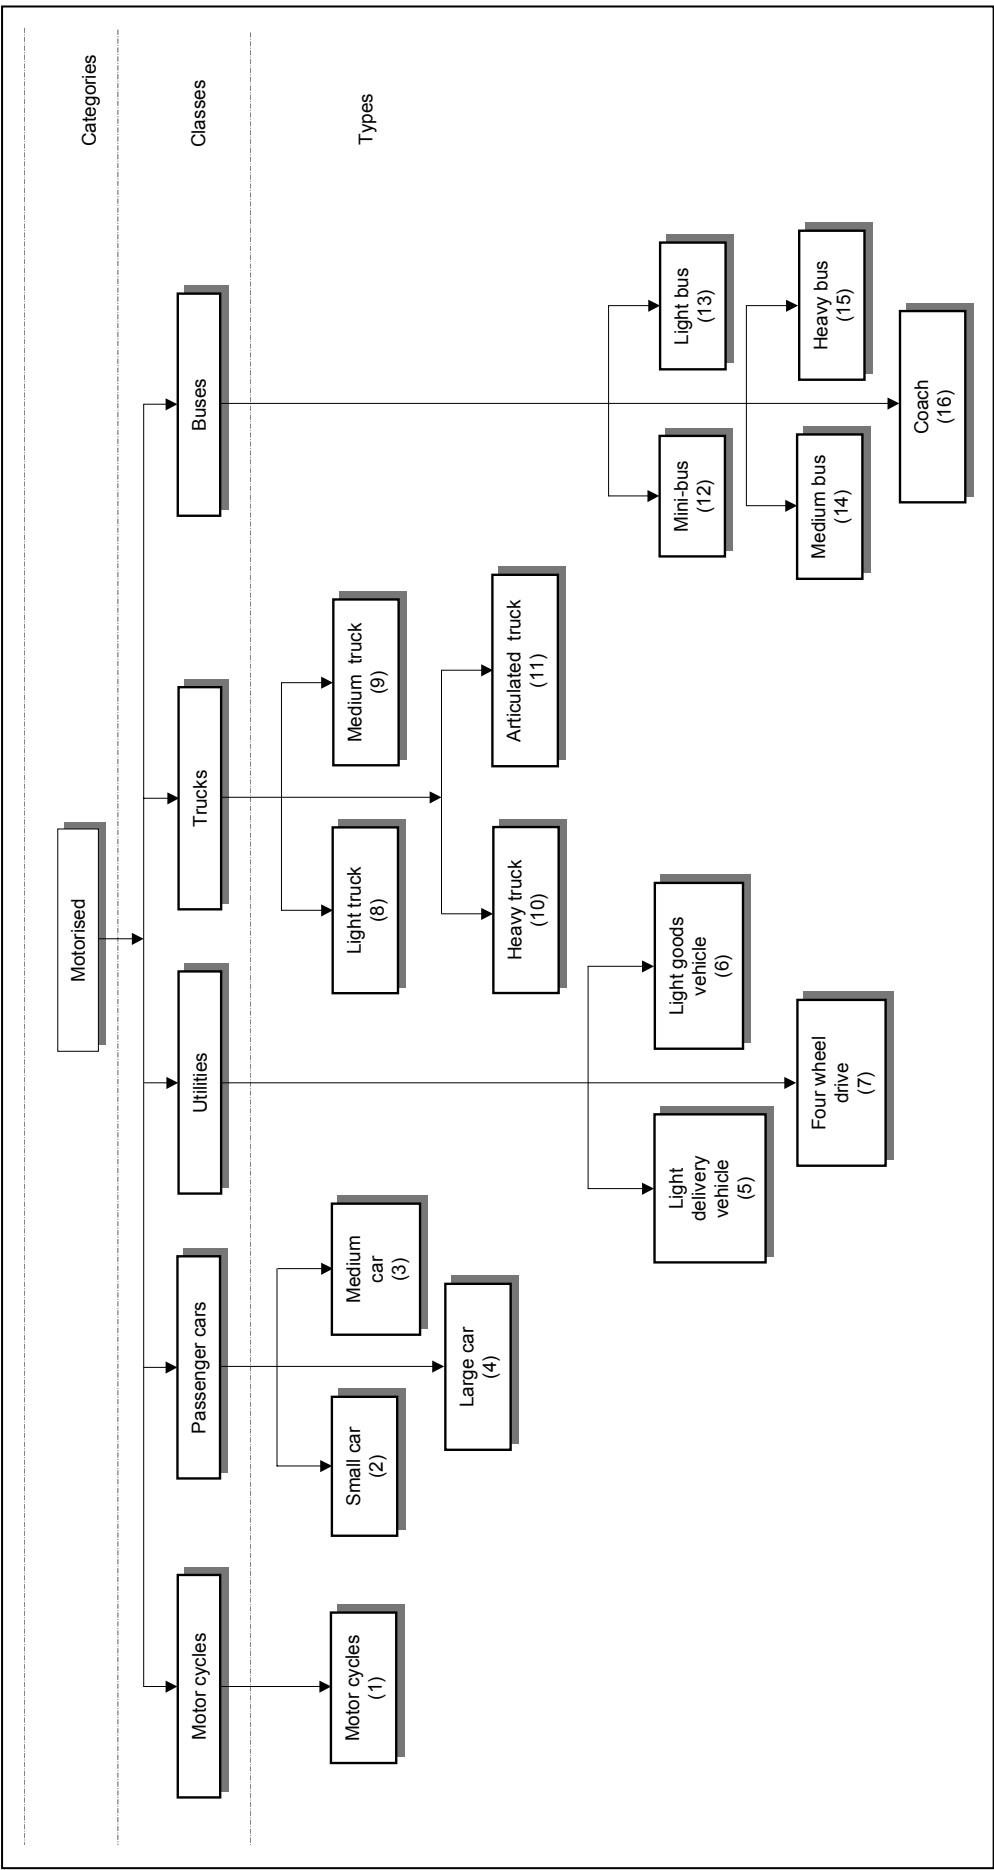 Categories
Motorised
Classes
Motor cycles
Passenger cars
Utilities
Trucks
Buses
Types
Motor cycles
(1)
Small car
(2)
Medium
car
(3)
Large car
(4)
Light
delivery
vehicle
(5)
Light goods
vehicle
(6)
Four wheel
drive
(7)
Light truck
(8)
Medium truck
(9)
Heavy truck
(10)
Articulated truck
(11)
Mini-bus
(12)
Light bus
(13)
Medium bus
(14)
Heavy bus
(15)
Coach
(16)